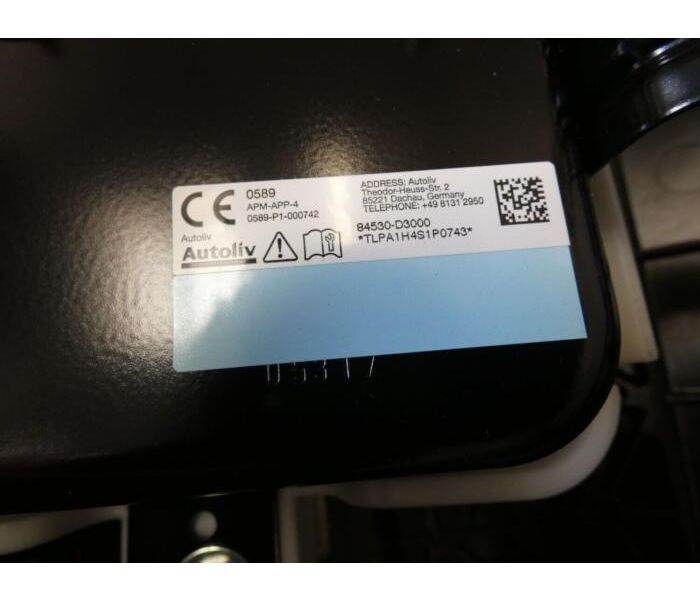 CE 0589
APM-APP-4
0589-P1-000742
Autoliv
Autoliv
ADDRESS: Autoliv
Theodor-Heuss-Str. 2
85221 Dachau, Germany
TELEPHONE: +49 8131 2950
84530-D3000
*TLPA1H4S1P0743*